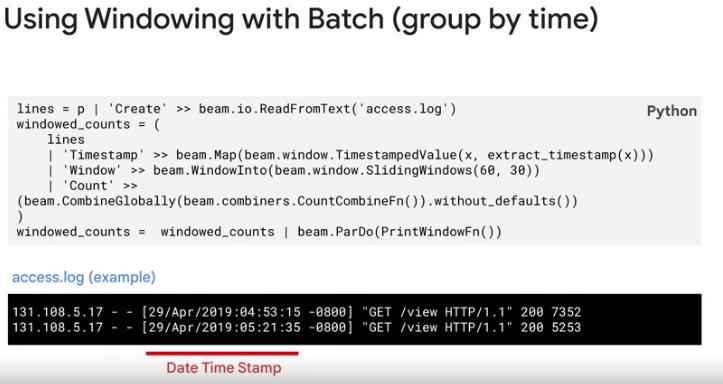 Using Windowing with Batch (group by time)
lines = p | 'Create' >> beam.io.ReadFromText('access.log')
Python
windowed_counts = (
lines
| 'Timestamp' >> beam.Map(beam.window.TimestampedValue(x, extract_timestamp(x)))
| 'Window' >> beam.WindowInto(beam.window.SlidingWindows(60, 30))
| 'Count' >>
(beam.CombineGlobally(beam.combiners.CountCombineFn()).without_defaults())
)
windowed_counts =  windowed_counts | beam.ParDo(PrintWindowFn())
access.log (example)
131.108.5.17 - - [29/Apr/2019:04:53:15 -0800] "GET /view HTTP/1.1" 200 7352
131.108.5.17 - - [29/Apr/2019:05:21:35 -0800] "GET /view HTTP/1.1" 200 5253
Date Time Stamp